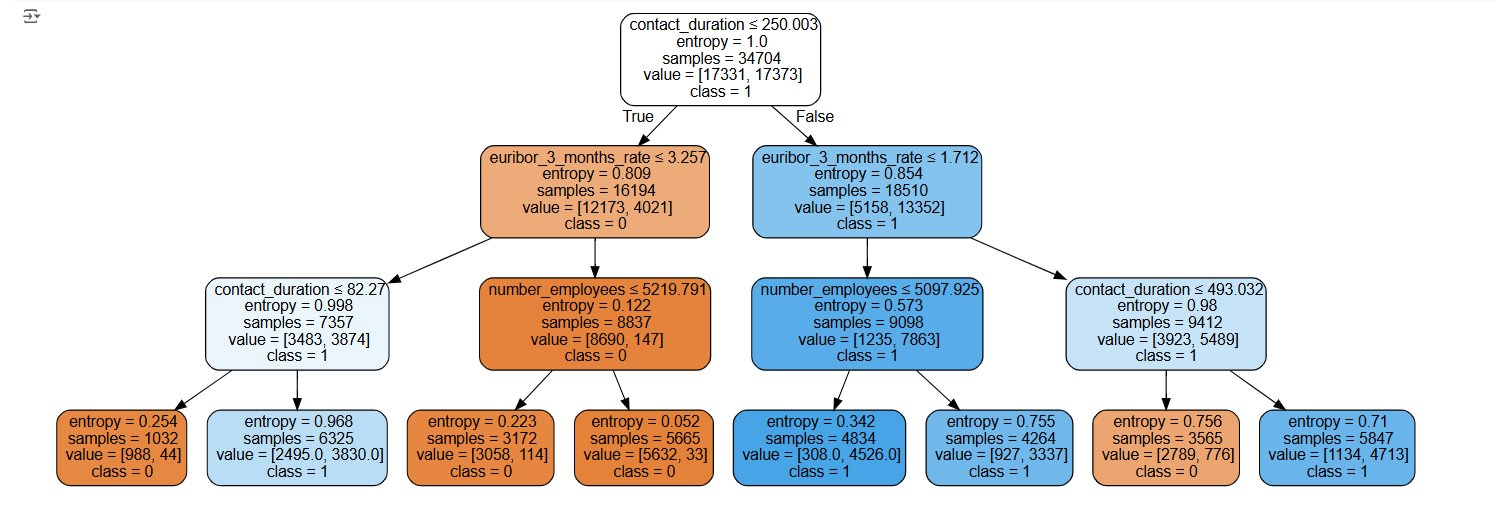 contact_duration ≤ 250.003
entropy = 1.0
samples = 34704
value = [17331, 17373]
class = 1
True
False
euribor_3_months_rate ≤ 3.257
entropy = 0.809
samples = 16194
value = [12173, 4021]
class = 0
euribor_3_months_rate ≤ 1.712
entropy = 0.854
samples = 18510
value = [5158, 13352]
class = 1
contact_duration ≤ 82.27
entropy = 0.998
samples = 7357
value = [3483, 3874]
class = 1
number_employees ≤ 5219.791
entropy = 0.122
samples = 8837
value = [8690, 147]
class = 0
number_employees ≤ 5097.925
entropy = 0.573
samples = 9098
value = [1235, 7863]
class = 1
contact_duration ≤ 493.032
entropy = 0.98
samples = 9412
value = [3923, 5489]
class = 1
entropy = 0.254
samples = 1032
value = [988, 44]
class = 0
entropy = 0.968
samples = 6325
value = [2495.0, 3830.0]
class = 1
entropy = 0.223
samples = 3172
value = [3058, 114]
class = 0
entropy = 0.052
samples = 5665
value = [5632, 33]
class = 0
entropy = 0.342
samples = 4834
value = [308.0, 4526.0]
class = 1
entropy = 0.755
samples = 4264
value = [927, 3337]
class = 1
entropy = 0.756
samples = 3565
value = [2789, 776]
class = 0
entropy = 0.71
samples = 5847
value = [1134, 4713]
class = 1